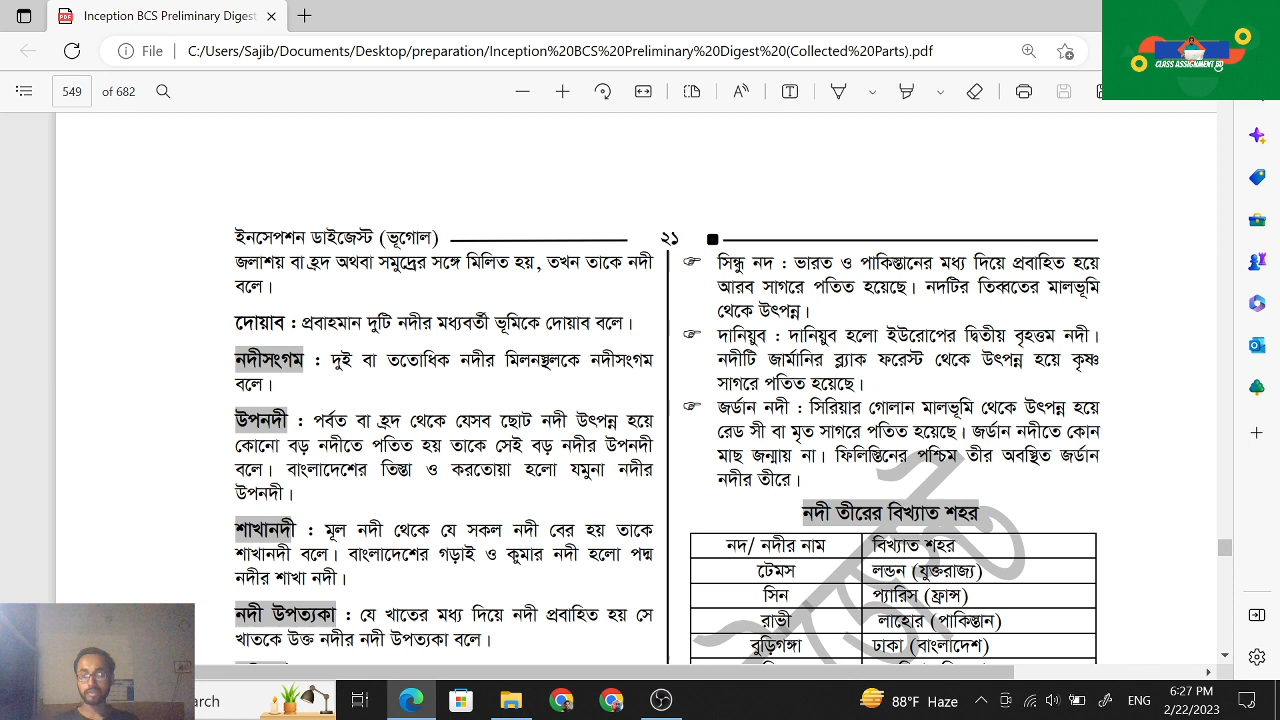 Inception BCS Preliminary Digest
File C:/Users/Sajib/Documents/Desktop/preparation/Inception%20BCS%20Preliminary%20Digest%20(Collected%20Parts).pdf
CLASS ASSIGNMENT BD
549 of 682
ইনসেপশন ডাইজেস্ট (ভূগোল) ২১
জলাশয় বা হ্রদ অথবা সমুদ্রের সঙ্গে মিলিত হয়, তখন তাকে নদী
বলে।
দোয়াব : প্রবাহমান দুটি নদীর মধ্যবর্তী ভূমিকে দোয়াব বলে।
নদীসংগম : দুই বা ততোধিক নদীর মিলনস্থলকে নদীসংগম
বলে।
উপনদী : পর্বত বা হ্রদ থেকে যেসব ছোট নদী উৎপন্ন হয়ে
কোনো বড় নদীতে পতিত হয় তাকে সেই বড় নদীর উপনদী
বলে। বাংলাদেশের তিস্তা ও করতোয়া হলো যমুনা নদীর
উপনদী।
শাখানদী : মূল নদী থেকে যে সকল নদী বের হয় তাকে
শাখানদী বলে। বাংলাদেশের গড়াই ও কুমার নদী হলো পদ্ম
নদীর শাখা নদী।
নদী উপত্যকা : যে খাতের মধ্য দিয়ে নদী প্রবাহিত হয় সে
খাতকে উক্ত নদীর নদী উপত্যকা বলে।
সিন্ধু নদ : ভারত ও পাকিস্তানের মধ্য দিয়ে প্রবাহিত হয়ে
আরব সাগরে পতিত হয়েছে। নদটির তিব্বতের মালভূমি
থেকে উৎপন্ন।
দানিয়ুব : দানিয়ুব হলো ইউরোপের দ্বিতীয় বৃহত্তম নদী।
নদীটি জার্মানির ব্ল্যাক ফরেস্ট থেকে উৎপন্ন হয়ে কৃষ্ণ
সাগরে পতিত হয়েছে।
জর্ডান নদী : সিরিয়ার গোলান মালভূমি থেকে উৎপন্ন হয়ে
রেড সী বা মৃত সাগরে পতিত হয়েছে। জর্ডান নদীতে কোন
মাছ জন্মায় না। ফিলিস্তিনের পশ্চিম তীর অবস্থিত জর্ডান
নদীর তীরে।
নদী তীরের বিখ্যাত শহর
নদ/ নদীর নাম বিখ্যাত শহর
টেমস লন্ডন (যুক্তরাজ্য)
সিন প্যারিস (ফ্রান্স)
রাভী লাহোর (পাকিস্তান)
বুড়িগঙ্গা ঢাকা (বাংলাদেশ)
arch
88°F Haze
ENG
6:27 PM
2/22/2023